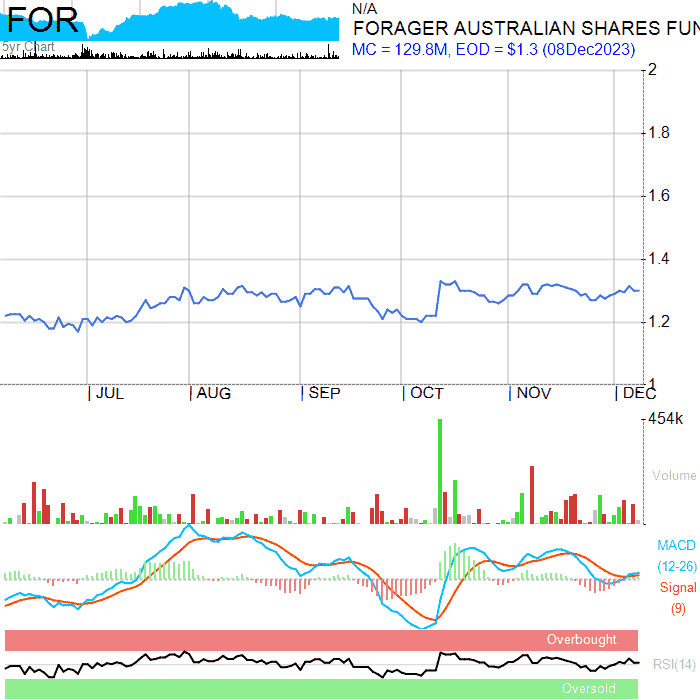 FOR
5yr Chart
N/A
FORAGER AUSTRALIAN SHARES FUN
MC = 129.8M, EOD = $1.3 (08Dec2023)
2
1.8
1.6
1.4
1.2
1
JUL AUG SEP OCT NOV DEC
454k
Volume
MACD
(12-26)
Signal
(9)
Overbought
RSI(14)
Oversold